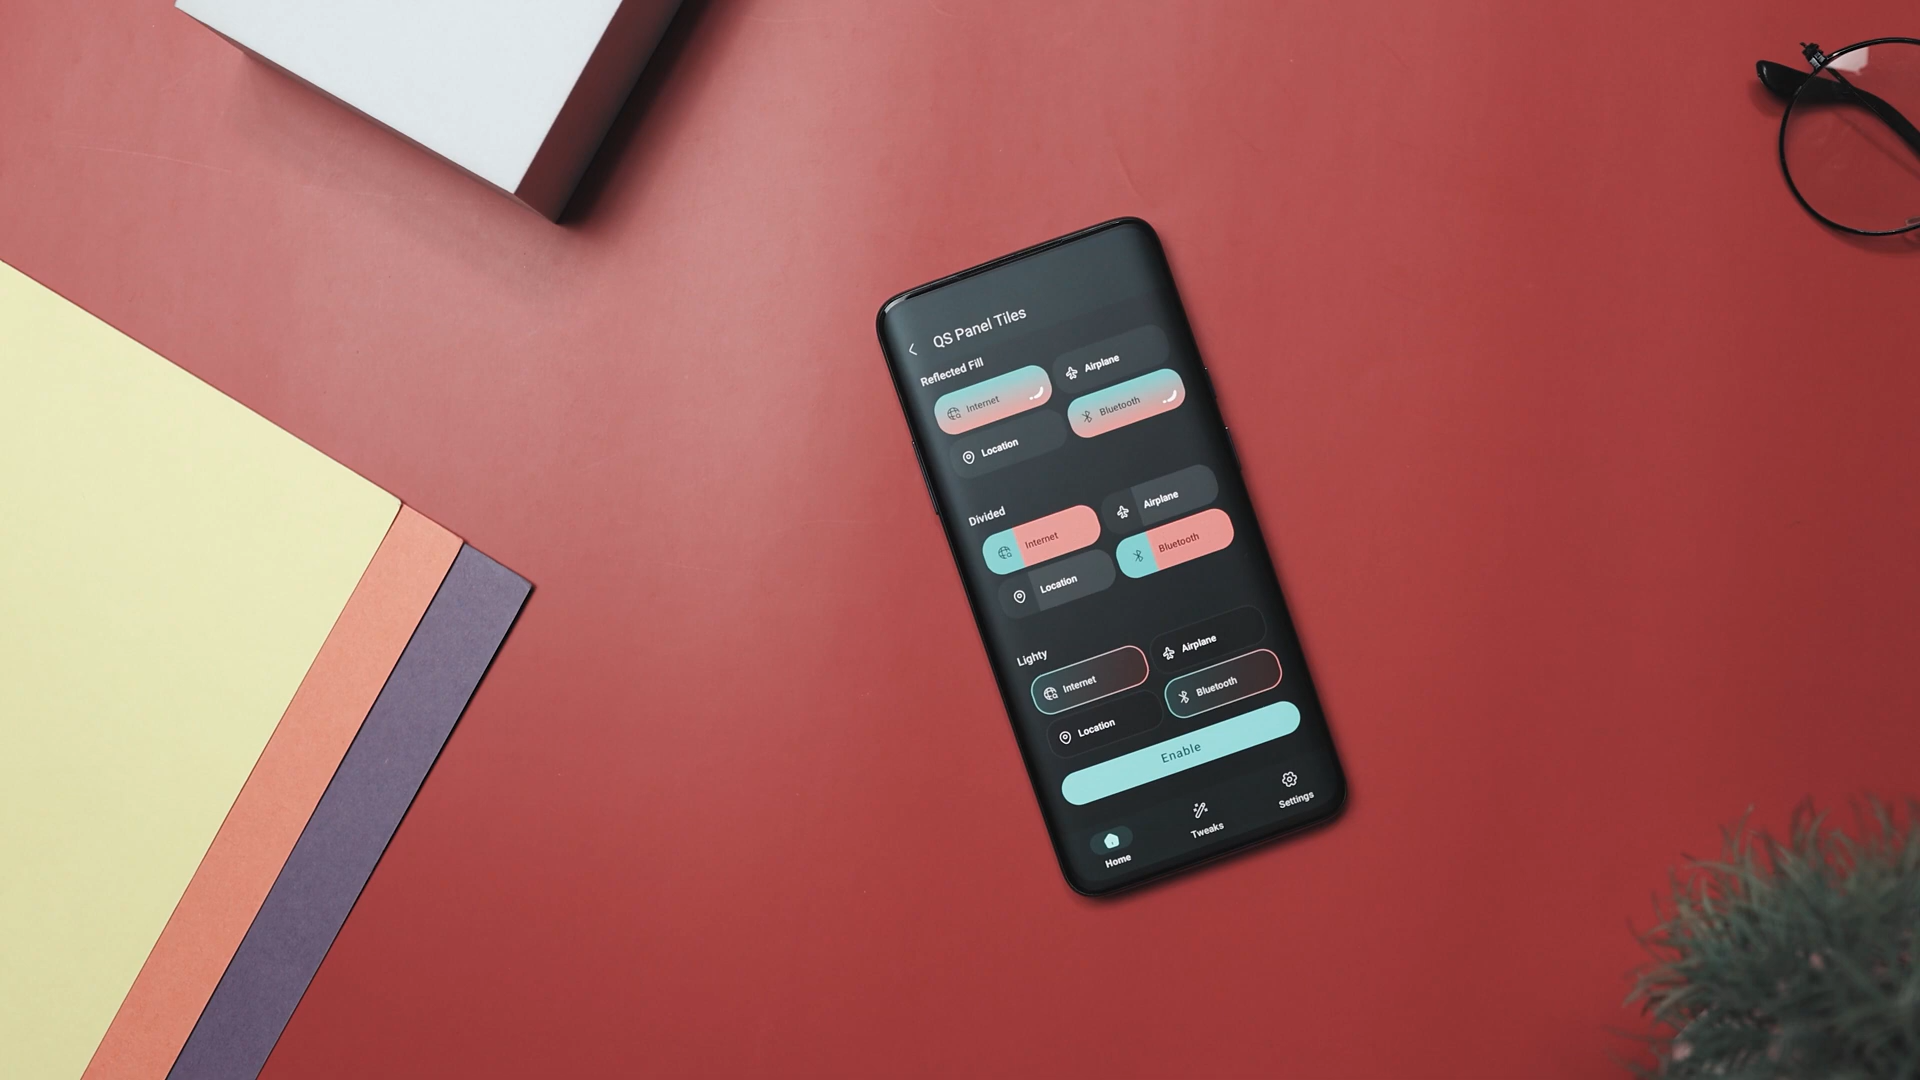 QS Panel Tiles
Reflected Fill
Internet
Airplane
Location
Bluetooth
Divided
Internet
Airplane
Location
Bluetooth
Lighty
Internet
Airplane
Location
Bluetooth
Enable
Home
Tweaks
Settings